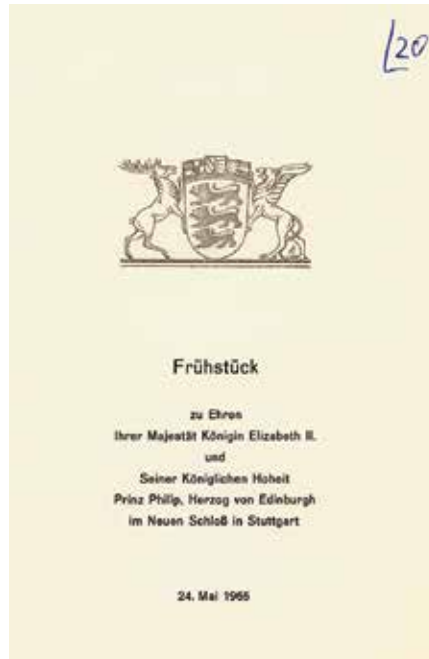 20
Frühstück
zu Ehren
Ihrer Majestät Königin Elizabeth II.
und
Seiner Königlichen Hoheit
Prinz Philip, Herzog von Edinburgh
im Neuen Schloß in Stuttgart
24. Mai 1965